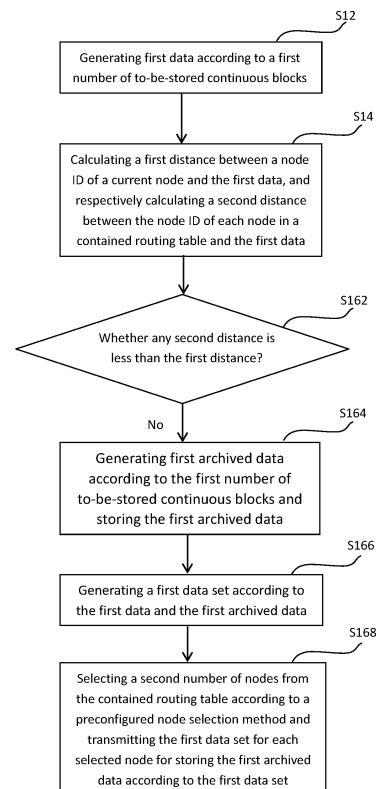 S12
Generating first data according to a first
number of to-be-stored continuous blocks
S14
Calculating a first distance between a node
ID of a current node and the first data, and
respectively calculating a second distance
between the node ID of each node in a
contained routing table and the first data
S162
Whether any second distance is
less than the first distance?
No
S164
Generating first archived data
according to the first number of
to-be-stored continuous blocks and
storing the first archived data
S166
Generating a first data set according to
the first data and the first archived data
S168
Selecting a second number of nodes from
the contained routing table according to a
preconfigured node selection method and
transmitting the first data set for each
selected node for storing the first archived
data according to the first data set